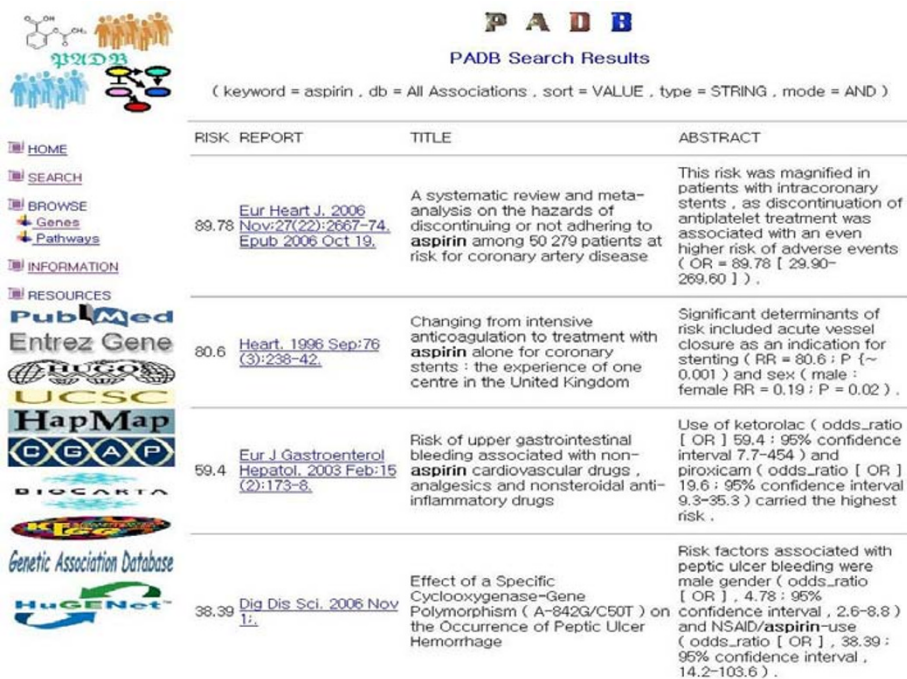 PADB
PADB
PADB Search Results
( keyword = aspirin , db = All Associations , sort = VALUE , type = STRING , mode = AND )
HOME
SEARCH
BROWSE
Genes
Pathways
INFORMATION
RESOURCES
PubMed
Entrez Gene
HUGO
UCSC
HapMap
CGAP
BIOCARTA
KEGG
Genetic Association Database
HuGENet™
RISK REPORT TITLE ABSTRACT
89.78
Eur Heart J. 2006
Nov;27(22):2667-74.
Epub 2006 Oct 19.
A systematic review and meta-
analysis on the hazards of
discontinuing or not adhering to
aspirin among 50 279 patients at
risk for coronary artery disease
This risk was magnified in
patients with intracoronary
stents , as discontinuation of
antiplatelet treatment was
associated with an even
higher risk of adverse events
( OR = 89.78 [ 29.90-
269.60 ] ) .
80.6
Heart. 1996 Sep;76
(3):238-42.
Changing from intensive
anticoagulation to treatment with
aspirin alone for coronary
stents : the experience of one
centre in the United Kingdom
Significant determinants of
risk included acute vessel
closure as an indication for
stenting ( RR = 80.6 ; P {~
0.001 ) and sex ( male :
female RR = 0.19 ; P = 0.02 ) .
59.4
Eur J Gastroenterol
Hepatol. 2003 Feb;15
(2):173-8.
Risk of upper gastrointestinal
bleeding associated with non-
aspirin cardiovascular drugs ,
analgesics and nonsteroidal anti-
inflammatory drugs
Use of ketorolac ( odds_ratio
[ OR ] 59.4 ; 95% confidence
interval 7.7-454 ) and
piroxicam ( odds_ratio [ OR ]
19.6 ; 95% confidence interval
9.3-35.3 ) carried the highest
risk .
38.39
Dig Dis Sci. 2006 Nov
1;.
Effect of a Specific
Cyclooxygenase-Gene
Polymorphism ( A-842G/C50T ) on
the Occurrence of Peptic Ulcer
Hemorrhage
Risk factors associated with
peptic ulcer bleeding were
male gender ( odds_ratio
[ OR ] , 4.78 ; 95%
confidence interval , 2.6-8.8 )
and NSAID/aspirin-use
( odds_ratio [ OR ] , 38.39 ;
95% confidence interval ,
14.2-103.6 ) .